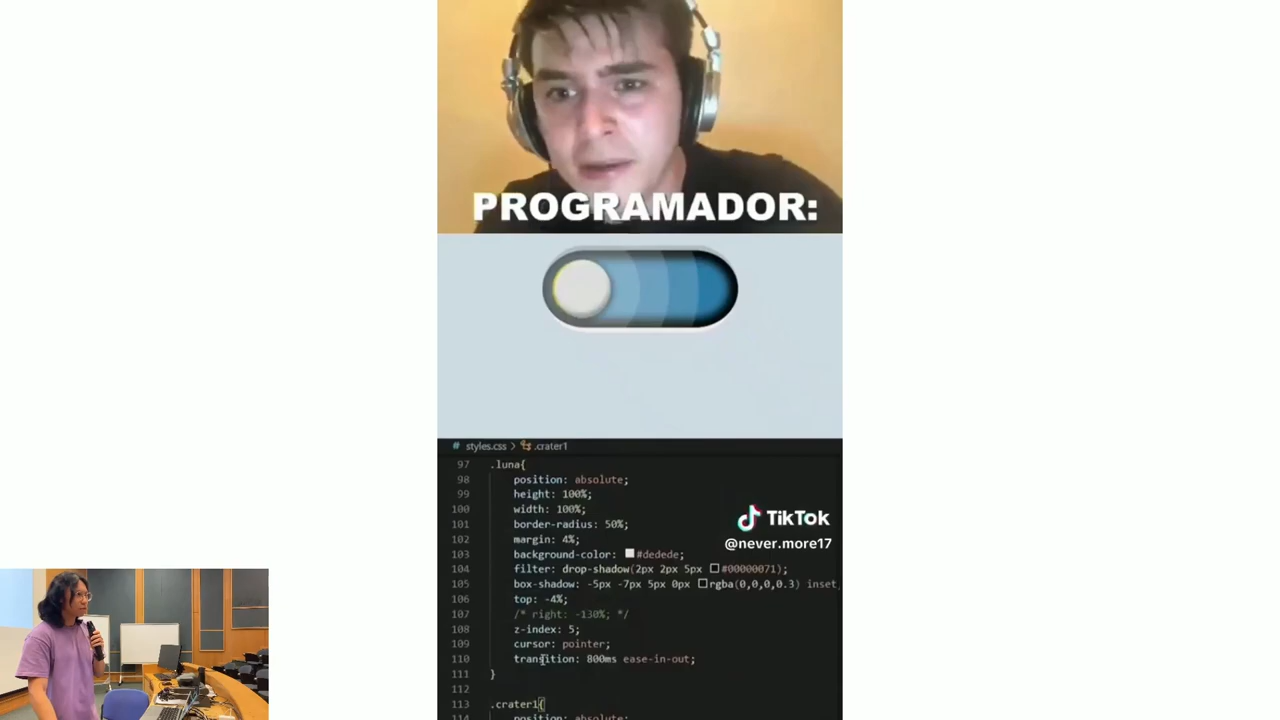 PROGRAMADOR:
# styles.css > .crater1
97 .luna{
98 position: absolute;
99 height: 100%;
100 width: 100%;
101 border-radius: 50%;
102 margin: 4%;
103 background-color: #dedede;
104 filter: drop-shadow(2px 2px 5px #00000071);
105 box-shadow: -5px -7px 5px 0px rgba(0,0,0,0.3) inset,
106 top: -4%;
107 /* right: -130%; */
108 z-index: 5;
109 cursor: pointer;
110 transition: 800ms ease-in-out;
111 }
112
113 .crater1{
114 position: absolute;
TikTok
@never.more17